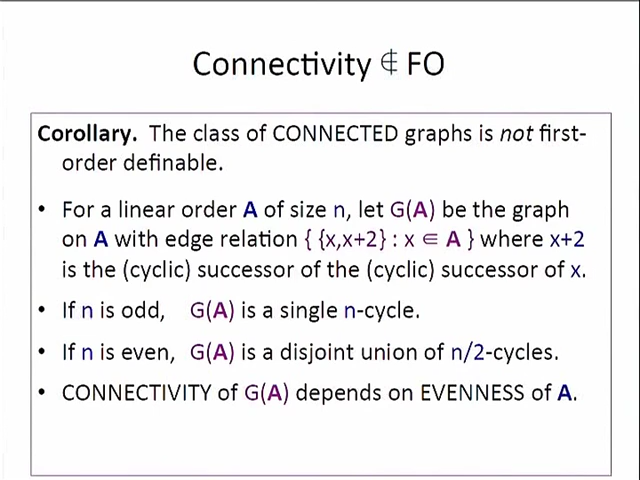 Connectivity ∉ FO
Corollary. The class of CONNECTED graphs is not first-
order definable.
• For a linear order A of size n, let G(A) be the graph
on A with edge relation { {x,x+2} : x ∈ A } where x+2
is the (cyclic) successor of the (cyclic) successor of x.
• If n is odd, G(A) is a single n-cycle.
• If n is even, G(A) is a disjoint union of n/2-cycles.
• CONNECTIVITY of G(A) depends on EVENNESS of A.